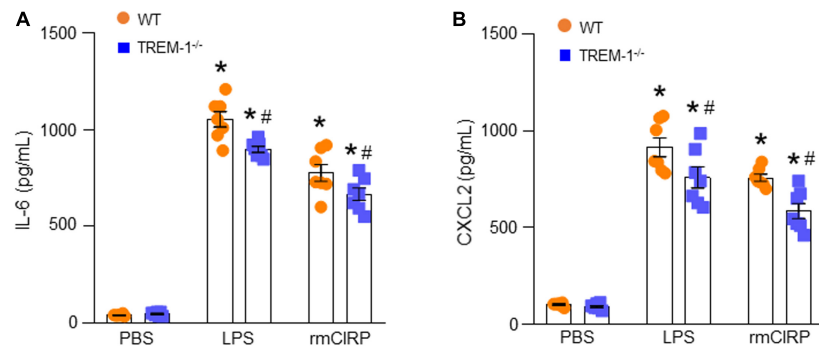 A
WT
TREM-1-/-
IL-6 (pg/mL)
1500
1000
500
0
*
* #
*
* #
PBS LPS rmCIRP
B
WT
TREM-1-/-
CXCL2 (pg/mL)
1500
1000
500
0
*
* #
*
* #
PBS LPS rmCIRP